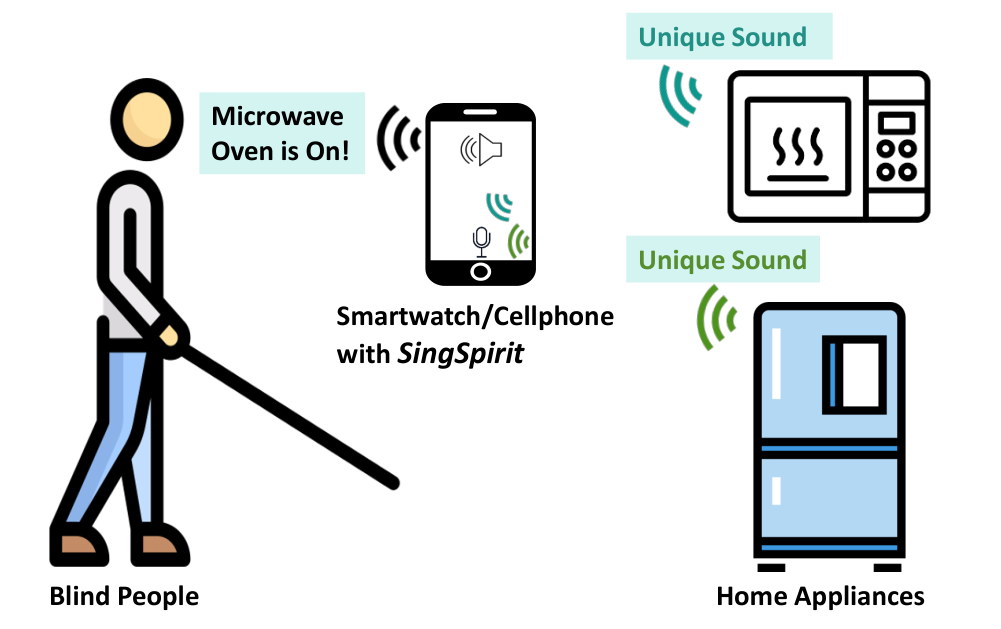 Unique Sound
Microwave
Oven is On!
Unique Sound
Smartwatch/Cellphone
with SingSpirit
Blind People
Home Appliances